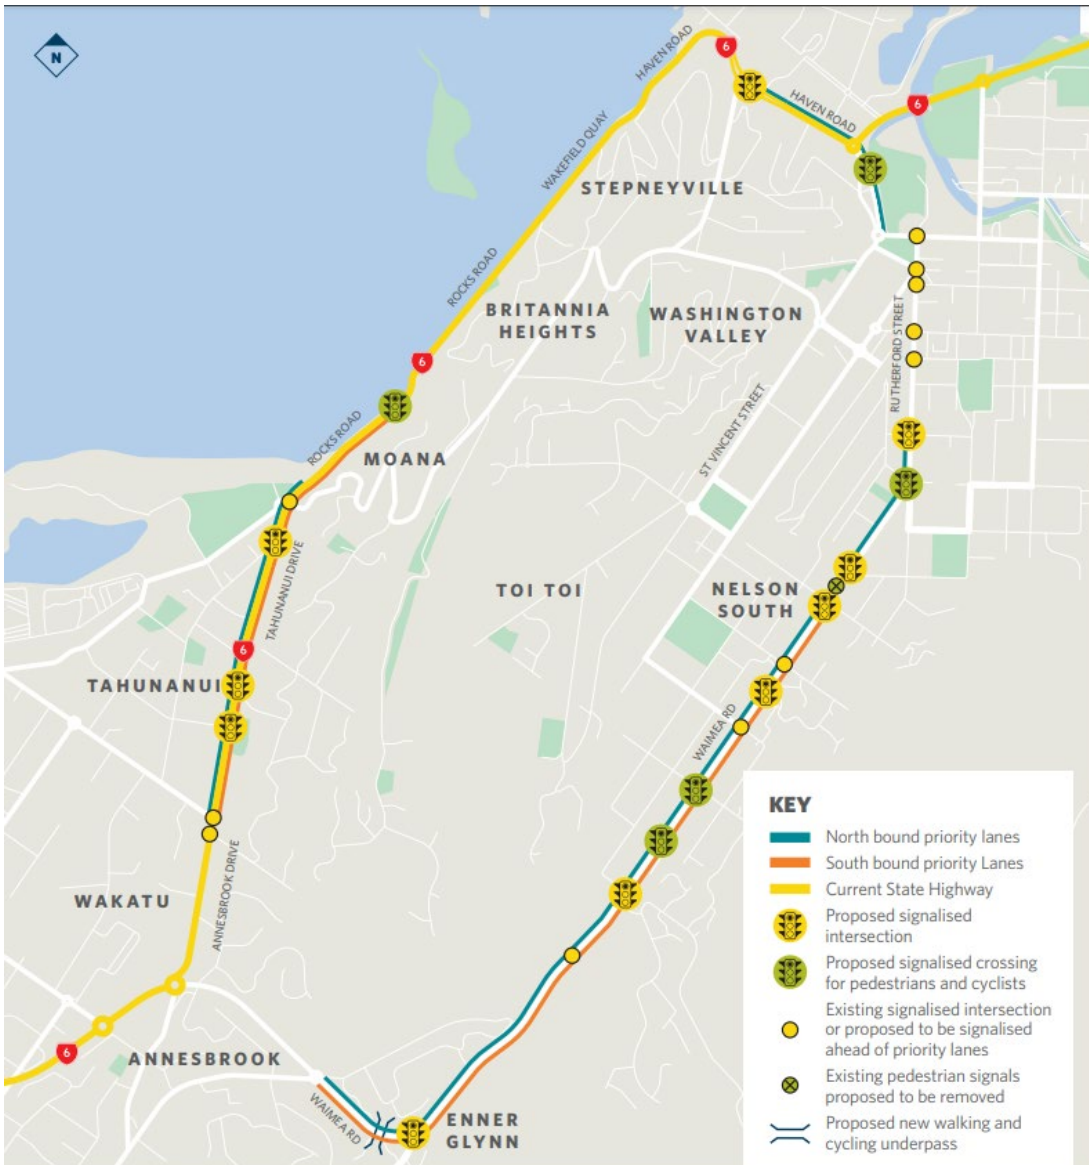 N
HAVEN ROAD
6
HAVEN ROAD
6
WAKEFIELD QUAY
STEPNEYVILLE
ROCKS ROAD
BRITANNIA
HEIGHTS
WASHINGTON
VALLEY
RUTHERFORD STREET
6
ST VINCENT STREET
ROCKS ROAD
MOANA
TAHUNANUI DRIVE
TOI TOI
NELSON
SOUTH
6
TAHUNANUI
WAIMEA RD
ANNESBROOK DRIVE
WAKATU
6
ANNESBROOK
WAIMEA RD
ENNER
GLYNN
KEY
North bound priority lanes
South bound priority Lanes
Current State Highway
Proposed signalised
intersection
Proposed signalised crossing
for pedestrians and cyclists
Existing signalised intersection
or proposed to be signalised
ahead of priority lanes
Existing pedestrian signals
proposed to be removed
Proposed new walking and
cycling underpass